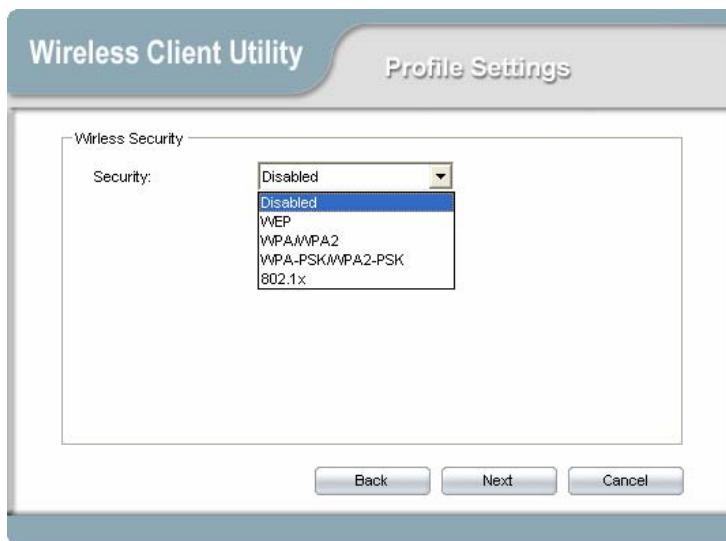 Wireless Client Utility
Profile Settings
Wirless Security
Security:
Disabled
Disabled
WEP
WPA/WPA2
WPA-PSK/WPA2-PSK
802.1x
Back
Next
Cancel